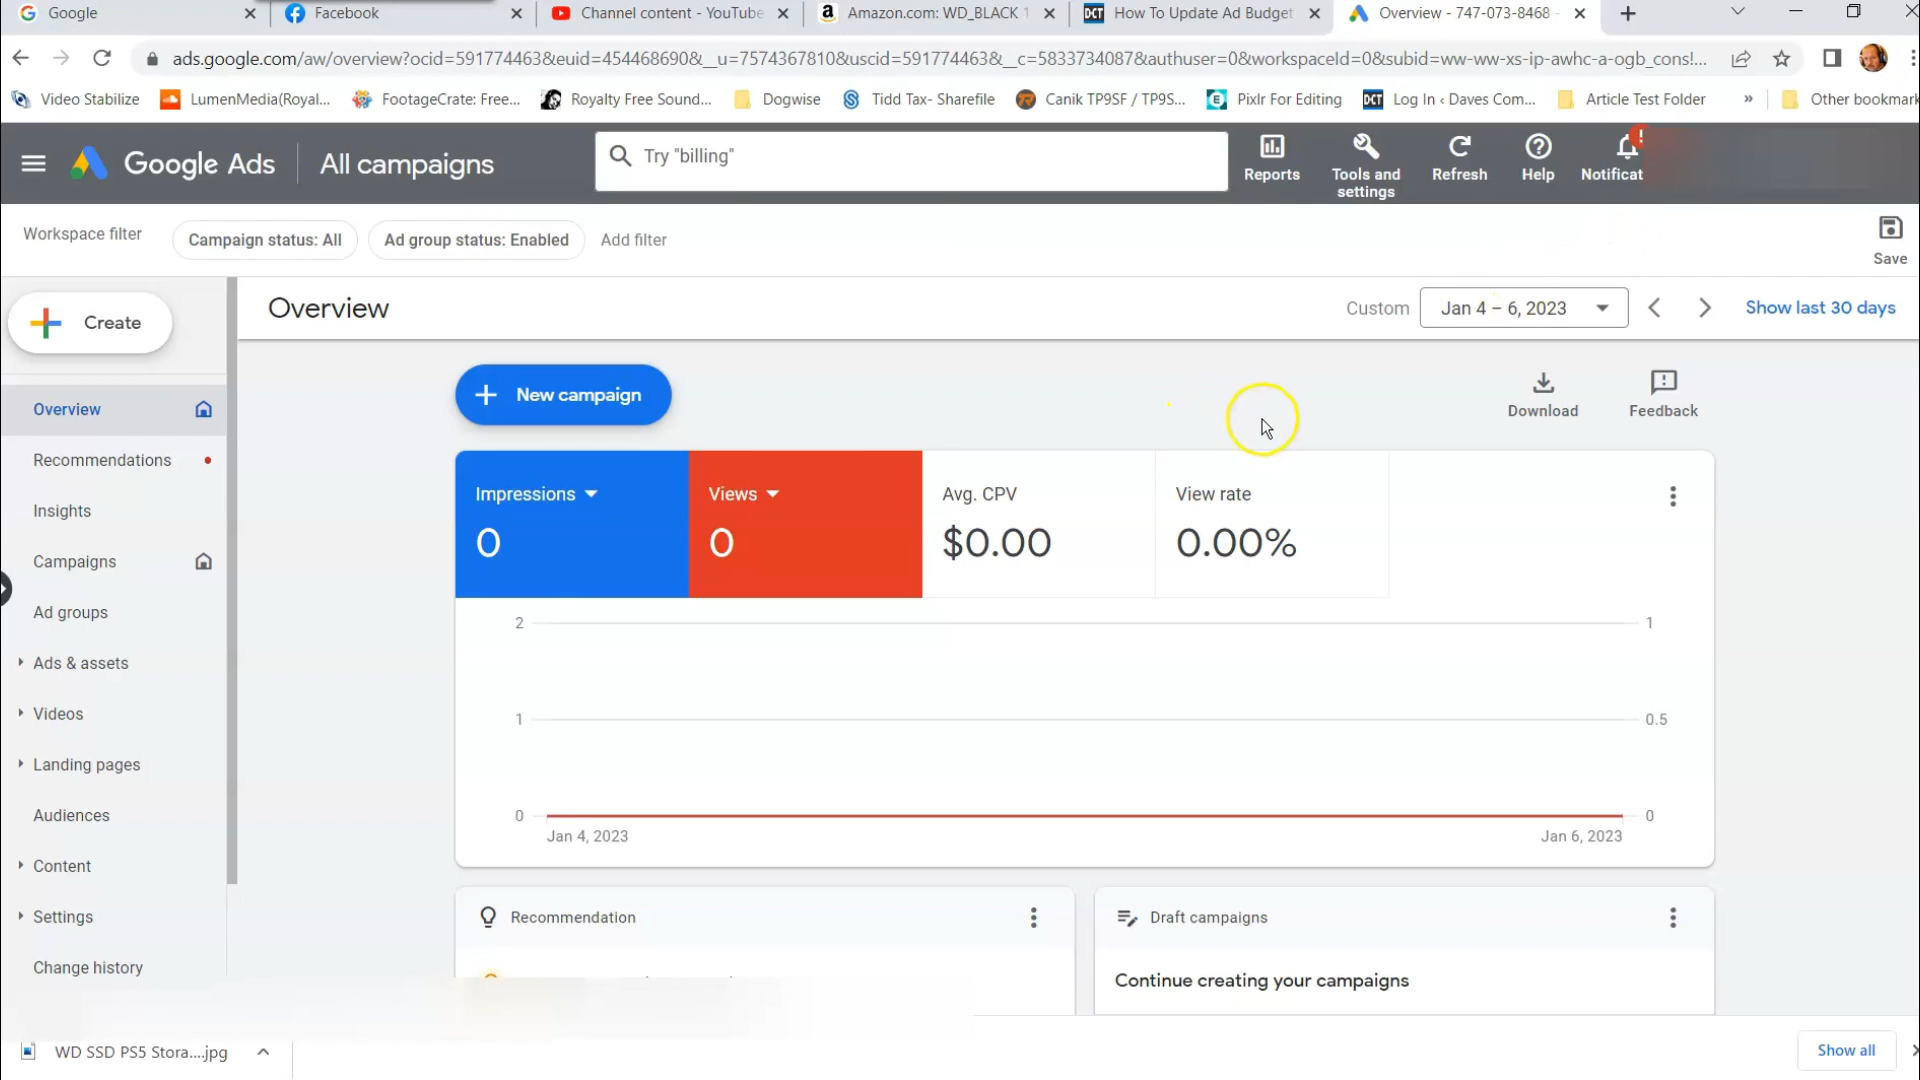 Google
Facebook
Channel content - YouTube
Amazon.com: WD_BLACK 1
How To Update Ad Budget
Overview - 747-073-8468 -
ads.google.com/aw/overview?ocid=591774463&euid=454468690&__u=7574367810&uscid=591774463&__c=5833734087&authuser=0&workspaceId=0&subid=ww-ww-xs-ip-awhc-a-ogb_cons!...
Video Stabilize
LumenMedia(Royal...
FootageCrate: Free...
Royalty Free Sound...
Dogwise
Tidd Tax- Sharefile
Canik TP9SF / TP9S...
Pixlr For Editing
Log In ‹ Daves Com...
Article Test Folder
»
Other bookmark
Google Ads
All campaigns
Try "billing"
Reports
Tools and
settings
Refresh
Help
Notificat
!
Workspace filter
Campaign status: All
Ad group status: Enabled
Add filter
Save
Create
Overview
Custom
Jan 4 – 6, 2023
Show last 30 days
Overview
Recommendations
Insights
Campaigns
Ad groups
Ads & assets
Videos
Landing pages
Audiences
Content
Settings
Change history
New campaign
Download
Feedback
Impressions
0
Views
0
Avg. CPV
$0.00
View rate
0.00%
2
1
1
0.5
0
0
Jan 4, 2023
Jan 6, 2023
Recommendation
Draft campaigns
Continue creating your campaigns
WD SSD PS5 Stora....jpg
Show all